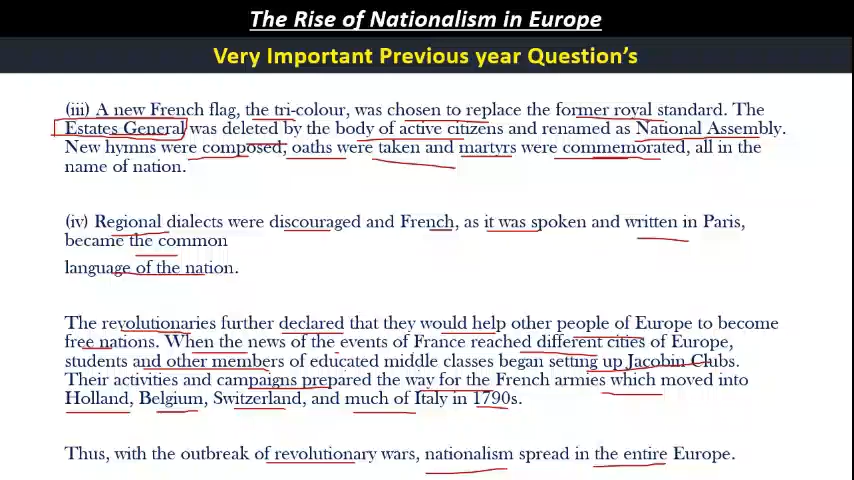 The Rise of Nationalism in Europe
Very Important Previous year Question's
(iii) A new French flag, the tri-colour, was chosen to replace the former royal standard. The
Estates General was deleted by the body of active citizens and renamed as National Assembly.
New hymns were composed, oaths were taken and martyrs were commemorated, all in the
name of nation.
(iv) Regional dialects were discouraged and French, as it was spoken and written in Paris,
became the common
language of the nation.
The revolutionaries further declared that they would help other people of Europe to become
free nations. When the news of the events of France reached different cities of Europe,
students and other members of educated middle classes began setting up Jacobin Clubs.
Their activities and campaigns prepared the way for the French armies which moved into
Holland, Belgium, Switzerland, and much of Italy in 1790s.
Thus, with the outbreak of revolutionary wars, nationalism spread in the entire Europe.